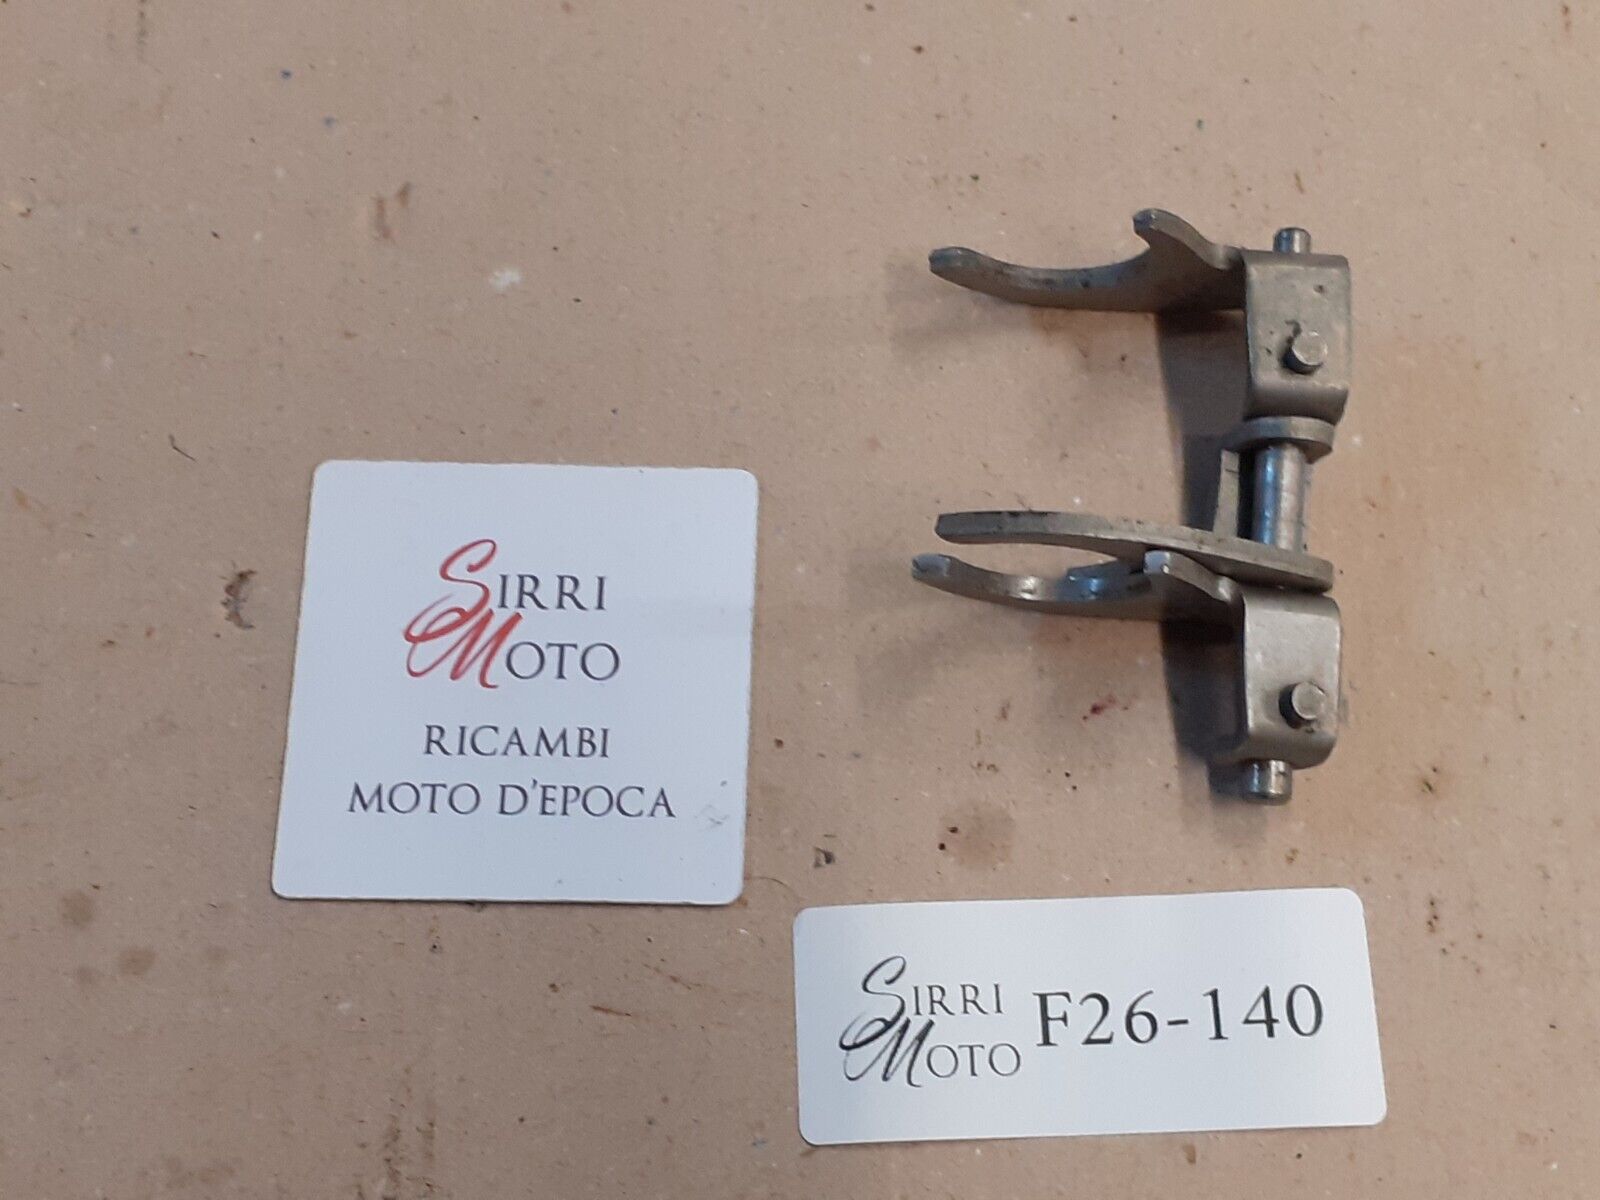 SIRRI
MOTO
RICAMBI
MOTO D'EPOCA
SIRRI
MOTO
F26-140